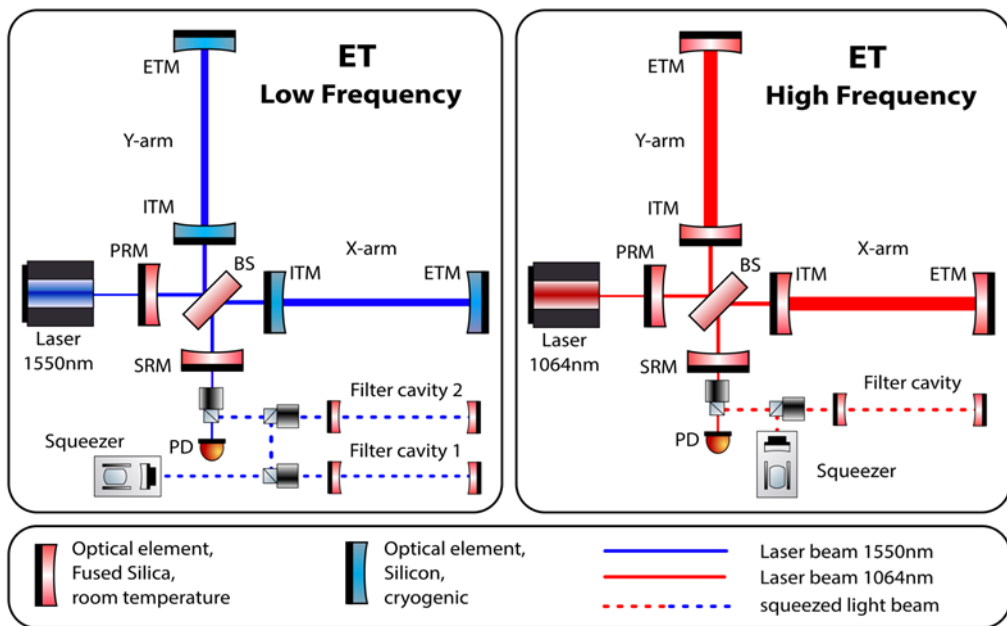 ET
Low Frequency
ETM
Y-arm
ITM
PRM
BS
X-arm
ITM
ETM
Laser
1550nm
SRM
Filter cavity 2
PD
Squeezer
Filter cavity 1
ET
High Frequency
ETM
Y-arm
ITM
PRM
BS
X-arm
ITM
ETM
Laser
1064nm
SRM
Filter cavity
PD
Squeezer
Optical element,
Fused Silica,
room temperature
Optical element,
Silicon,
cryogenic
Laser beam 1550nm
Laser beam 1064nm
squeezed light beam